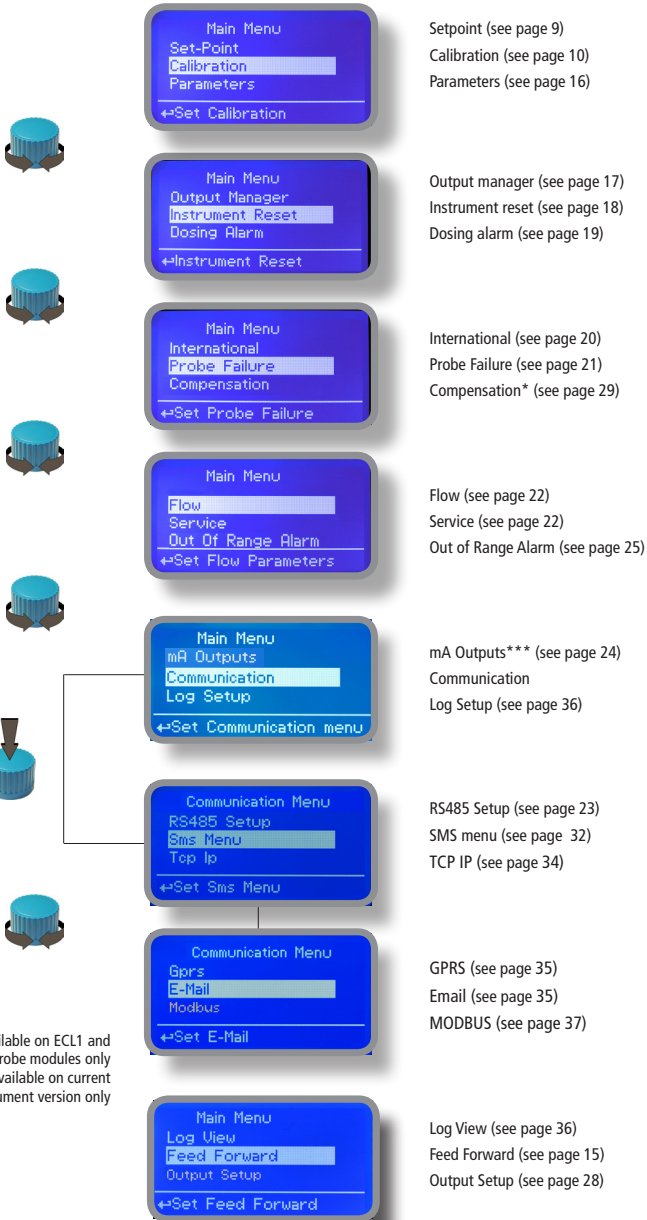 Main Menu
Set-Point
Calibration
Parameters
↵Set Calibration
Setpoint (see page 9)
Calibration (see page 10)
Parameters (see page 16)
Main Menu
Output Manager
Instrument Reset
Dosing Alarm
↵Instrument Reset
Output manager (see page 17)
Instrument reset (see page 18)
Dosing alarm (see page 19)
Main Menu
International
Probe Failure
Compensation
↵Set Probe Failure
International (see page 20)
Probe Failure (see page 21)
Compensation* (see page 29)
Main Menu
Flow
Service
Out Of Range Alarm
↵Set Flow Parameters
Flow (see page 22)
Service (see page 22)
Out of Range Alarm (see page 25)
Main Menu
mA Outputs
Communication
Log Setup
↵Set Communication menu
mA Outputs*** (see page 24)
Communication
Log Setup (see page 36)
Communication Menu
RS485 Setup
Sms Menu
Tcp Ip
↵Set Sms Menu
RS485 Setup (see page 23)
SMS menu (see page 32)
TCP IP (see page 34)
Communication Menu
Gprs
E-Mail
Modbus
↵Set E-Mail
GPRS (see page 35)
Email (see page 35)
MODBUS (see page 37)
ilable on ECL1 and
robe modules only
vailable on current
ument version only
Main Menu
Log View
Feed Forward
Output Setup
↵Set Feed Forward
Log View (see page 36)
Feed Forward (see page 15)
Output Setup (see page 28)